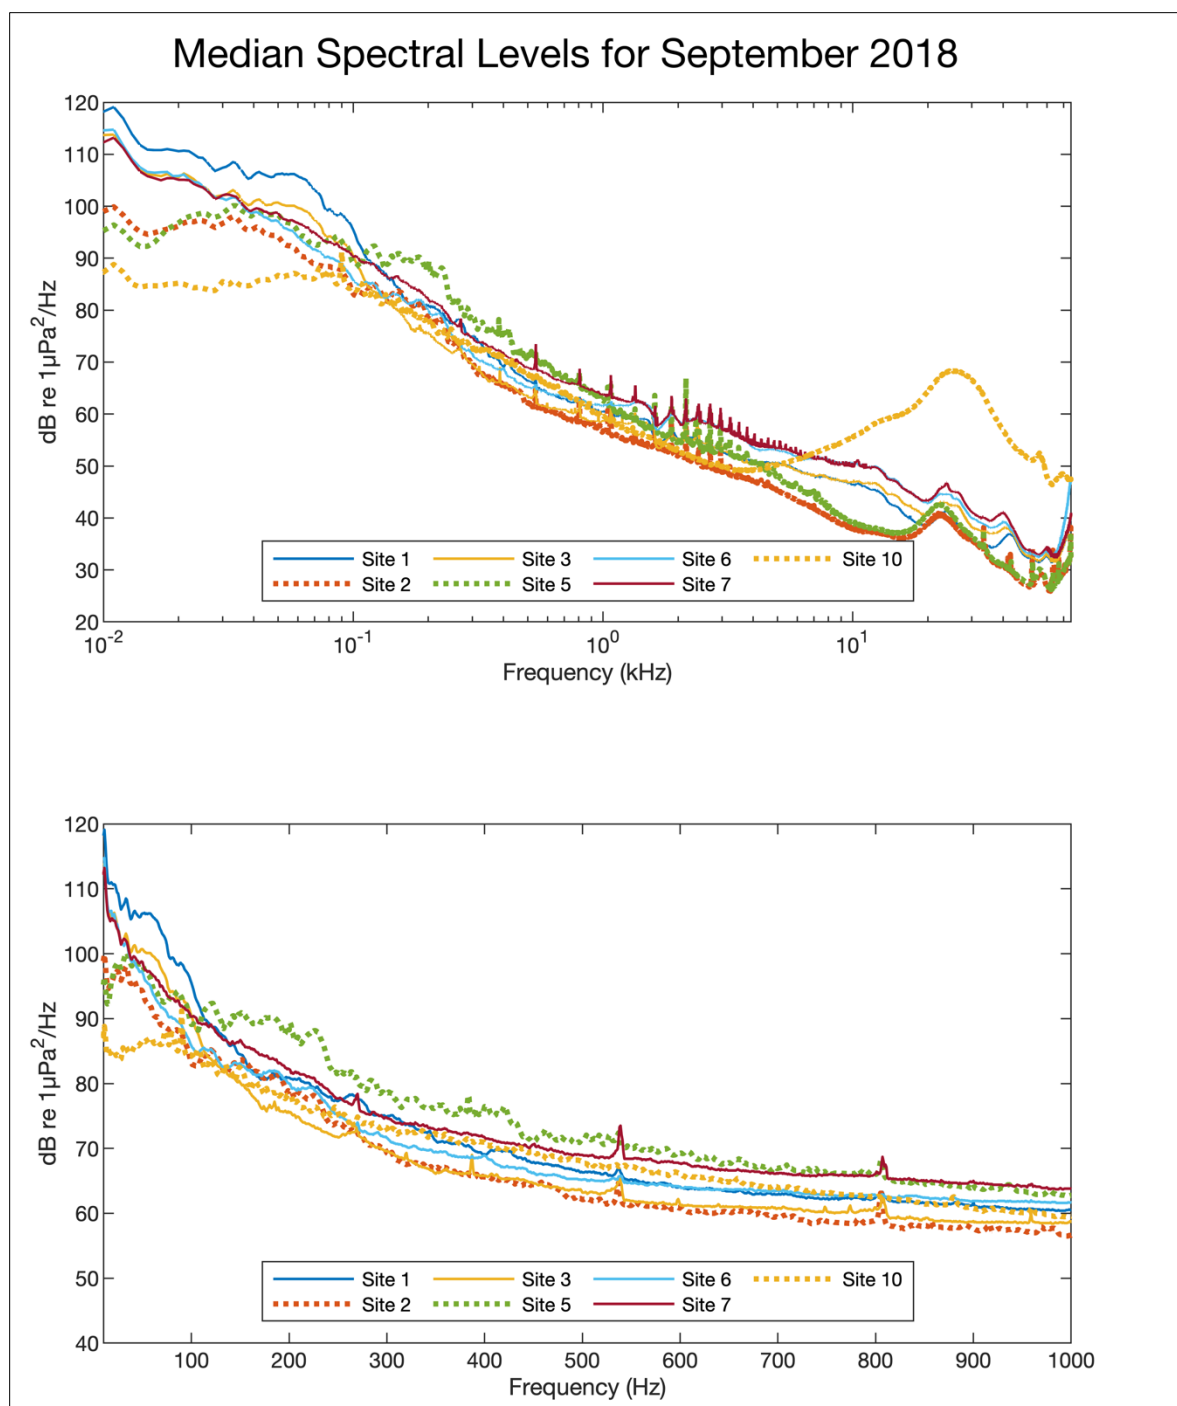 Median Spectral Levels for September 2018
120
110
100
90
80
70
60
50
40
30
20
dB re 1µPa²/Hz
Site 1 Site 3 Site 6 Site 10
Site 2 Site 5 Site 7
10⁻² 10⁻¹ 10⁰ 10¹
Frequency (kHz)
120
110
100
90
80
70
60
50
40
dB re 1µPa²/Hz
Site 1 Site 3 Site 6 Site 10
Site 2 Site 5 Site 7
100 200 300 400 500 600 700 800 900 1000
Frequency (Hz)